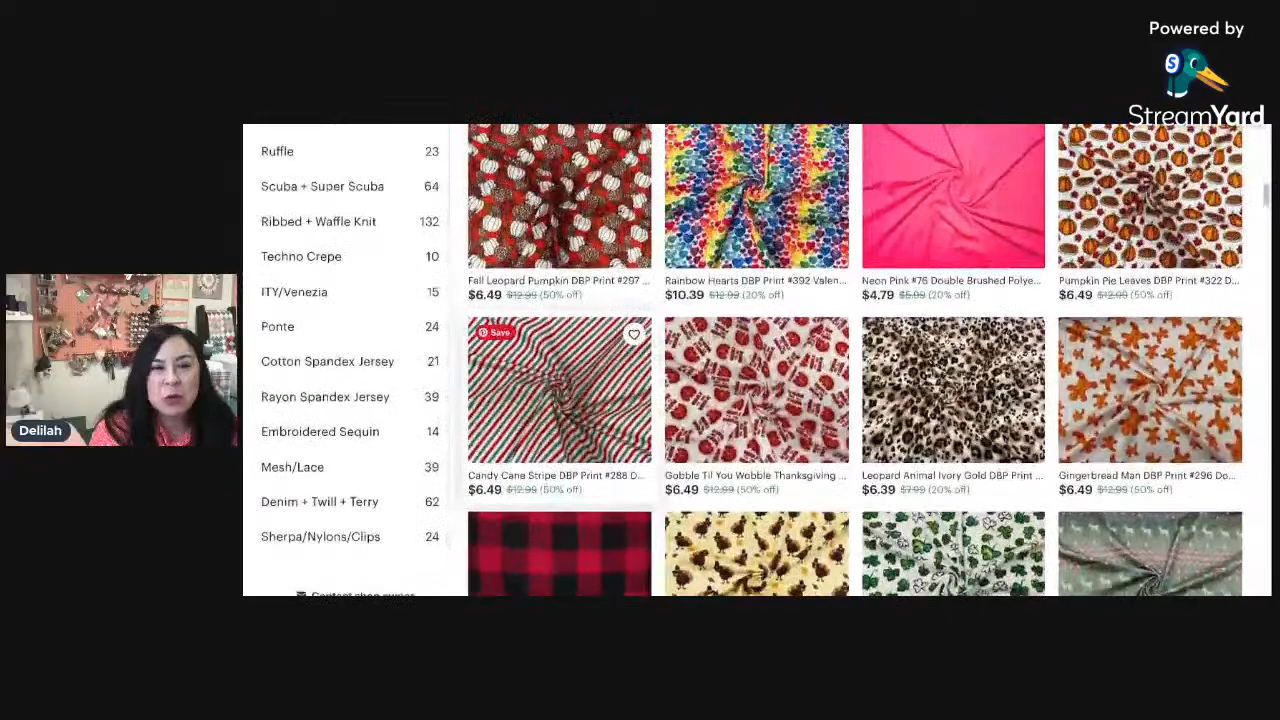 Powered by
StreamYard
Ruffle 23
Scuba + Super Scuba 64
Ribbed + Waffle Knit 132
Techno Crepe 10
ITY/Venezia 15
Ponte 24
Cotton Spandex Jersey 21
Rayon Spandex Jersey 39
Embroidered Sequin 14
Mesh/Lace 39
Denim + Twill + Terry 62
Sherpa/Nylons/Clips 24
Contact shop owner
Fall Leopard Pumpkin DBP Print #297 ...
$6.49 $12.99 (50% off)
Rainbow Hearts DBP Print #392 Valen...
$10.39 $12.99 (20% off)
Neon Pink #76 Double Brushed Polye...
$4.79 $5.99 (20% off)
Pumpkin Pie Leaves DBP Print #322 D...
$6.49 $12.99 (50% off)
Save
Candy Cane Stripe DBP Print #288 D...
$6.49 $12.99 (50% off)
Gobble Til You Wobble Thanksgiving ...
$6.49 $12.99 (50% off)
Leopard Animal Ivory Gold DBP Print ...
$6.39 $7.99 (20% off)
Gingerbread Man DBP Print #296 Do...
$6.49 $12.99 (50% off)
Delilah